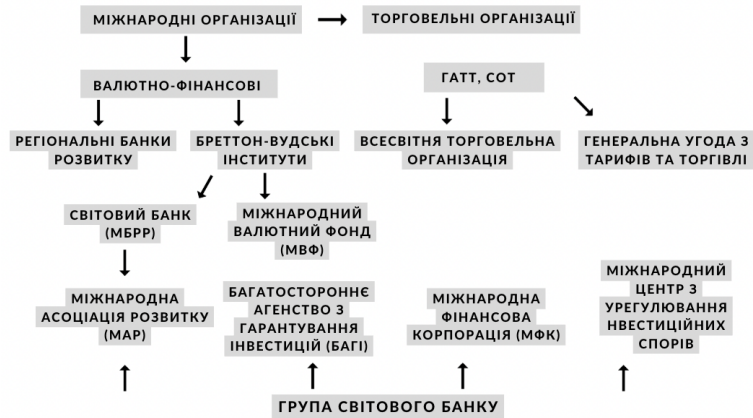 МІЖНАРОДНІ ОРГАНІЗАЦІЇ
ТОРГОВЕЛЬНІ ОРГАНІЗАЦІЇ
ВАЛЮТНО-ФІНАНСОВІ
ГАТТ, СОТ
РЕГІОНАЛЬНІ БАНКИ
РОЗВИТКУ
БРЕТТОН-ВУДСЬКІ
ІНСТИТУТИ
ВСЕСВІТНЯ ТОРГОВЕЛЬНА
ОРГАНІЗАЦІЯ
ГЕНЕРАЛЬНА УГОДА З
ТАРИФІВ ТА ТОРГІВЛІ
СВІТОВИЙ БАНК
(МБРР)
МІЖНАРОДНИЙ
ВАЛЮТНИЙ ФОНД
(МВФ)
МІЖНАРОДНА
АСОЦІАЦІЯ РОЗВИТКУ
(МАР)
БАГАТОСТОРОННЄ
АГЕНСТВО З
ГАРАНТУВАННЯ
ІНВЕСТИЦІЙ (БАГІ)
МІЖНАРОДНА
ФІНАНСОВА
КОРПОРАЦІЯ (МФК)
МІЖНАРОДНИЙ
ЦЕНТР З
УРЕГУЛЮВАННЯ
НВЕСТИЦІЙНИХ
СПОРІВ
ГРУПА СВІТОВОГО БАНКУ